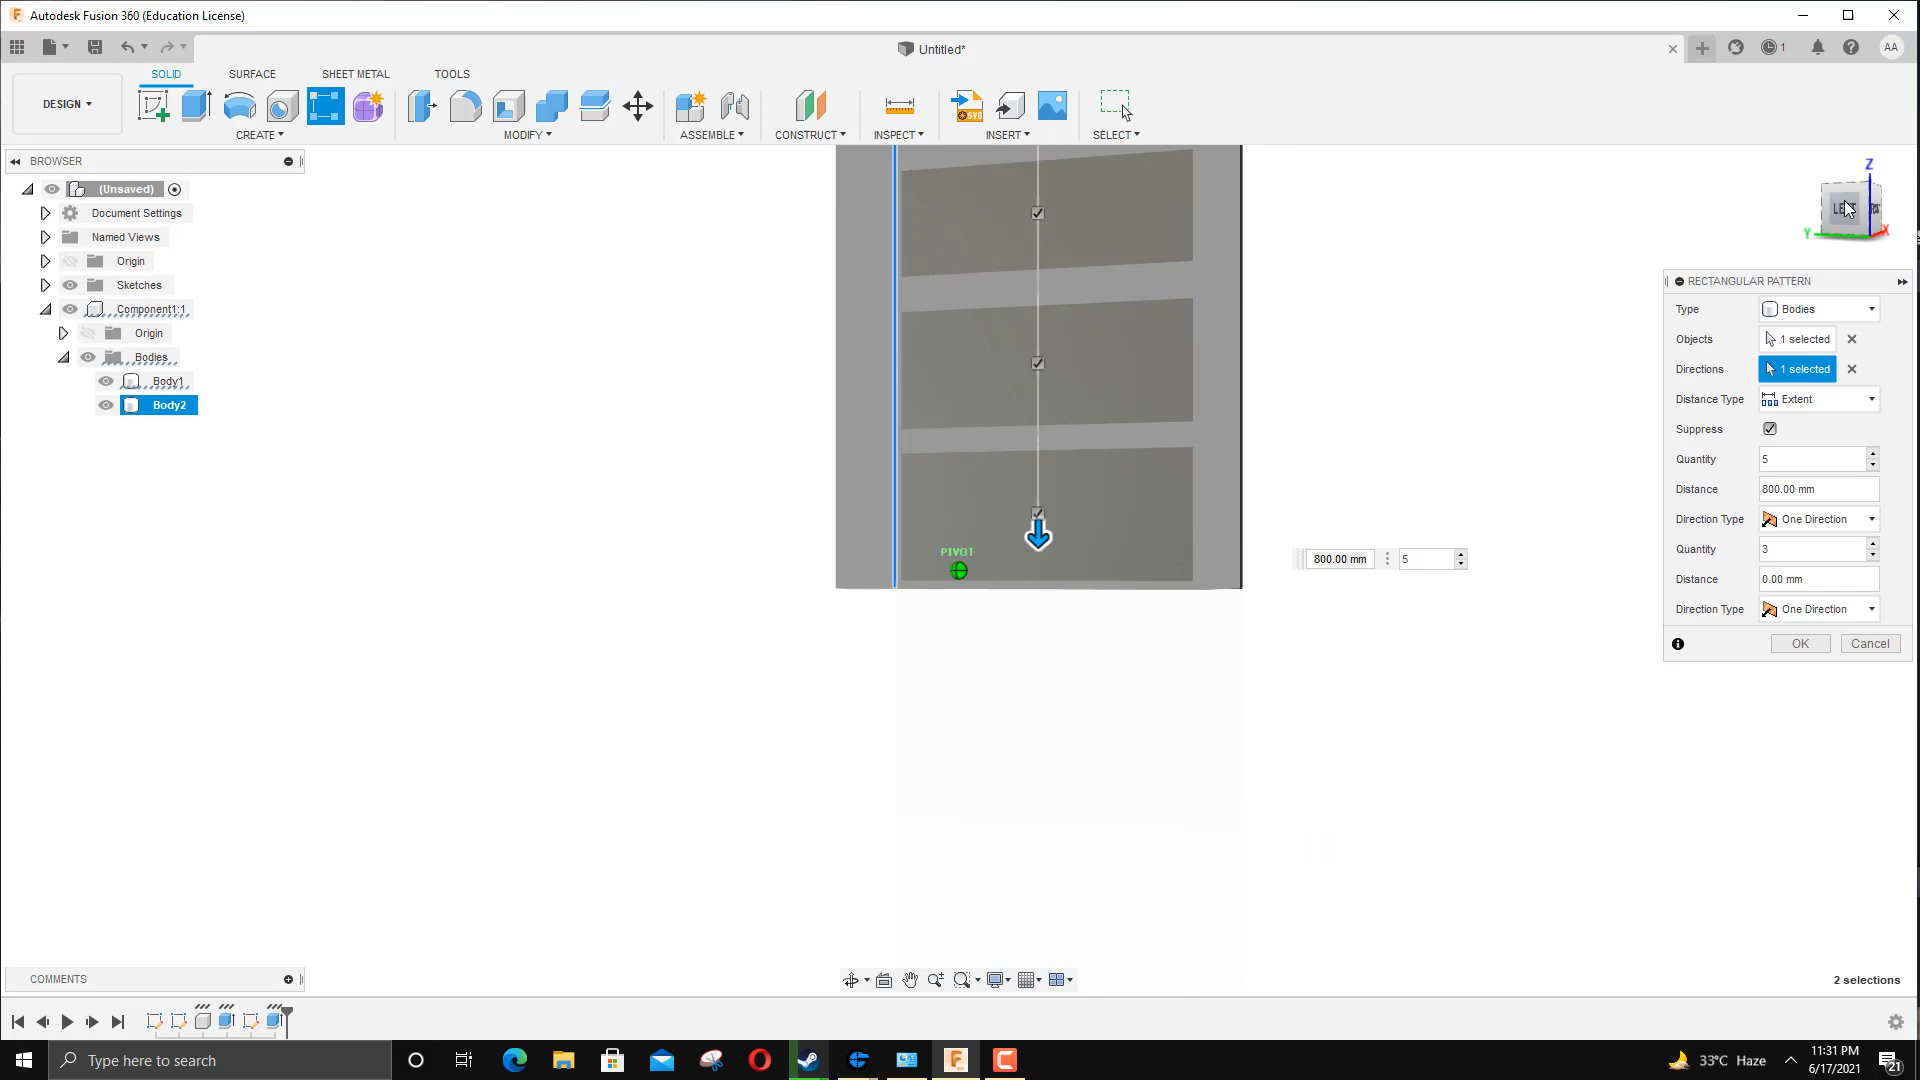 Autodesk Fusion 360 (Education License)
Untitled*
1
AA
DESIGN
SOLID
SURFACE
SHEET METAL
TOOLS
CREATE
MODIFY
ASSEMBLE
CONSTRUCT
INSPECT
SVG
INSERT
SELECT
BROWSER
(Unsaved)
Document Settings
Named Views
Origin
Sketches
Component1:1
Origin
Bodies
Body1
Body2
Z
Y
X
PIVOT
800.00 mm
5
RECTANGULAR PATTERN
Type Bodies
Objects 1 selected
Directions 1 selected
Distance Type Extent
Suppress
Quantity 5
Distance 800.00 mm
Direction Type One Direction
Quantity 3
Distance 0.00 mm
Direction Type One Direction
OK Cancel
COMMENTS
2 selections
Type here to search
33°C Haze
11:31 PM
6/17/2021
21